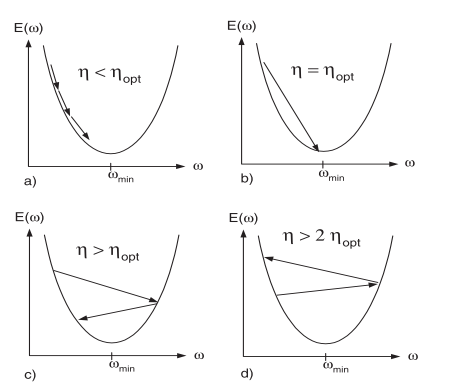 E(ω)
η < ηopt
ω
ωmin
a)
E(ω)
η = ηopt
ω
ωmin
b)
E(ω)
η > ηopt
ω
ωmin
c)
E(ω)
η > 2 ηopt
ω
ωmin
d)